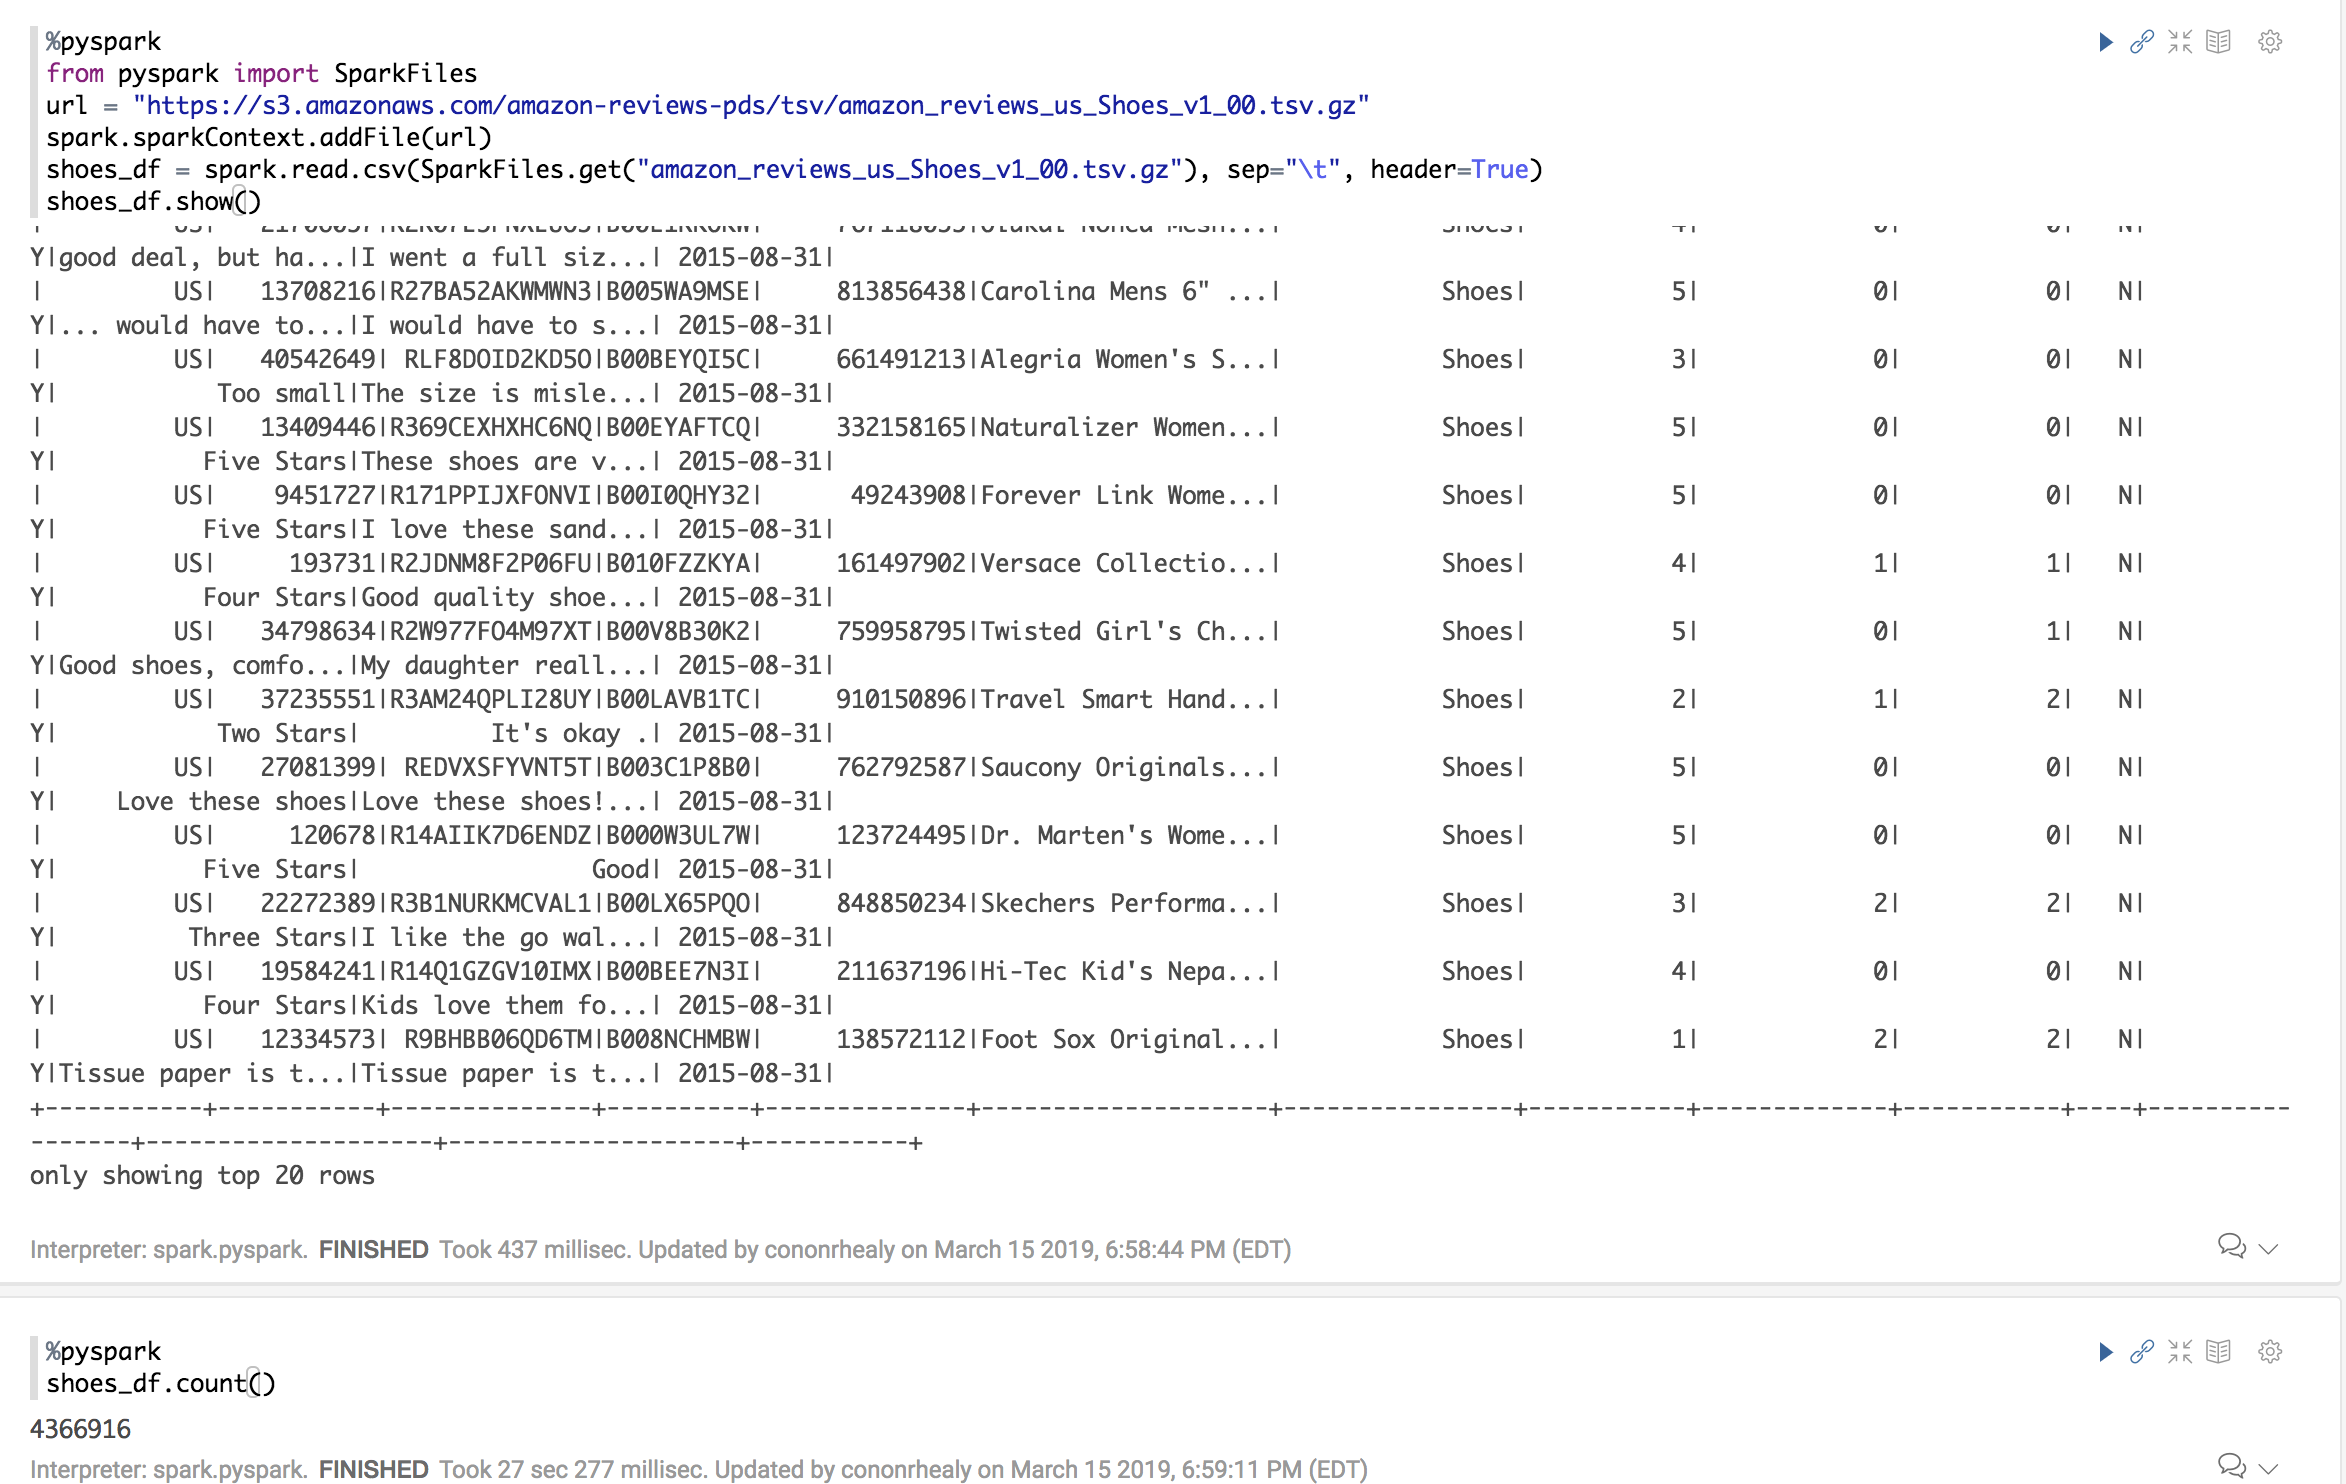 %pyspark
from pyspark import SparkFiles
url = "https://s3.amazonaws.com/amazon-reviews-pds/tsv/amazon_reviews_us_Shoes_v1_00.tsv.gz"
spark.sparkContext.addFile(url)
shoes_df = spark.read.csv(SparkFiles.get("amazon_reviews_us_Shoes_v1_00.tsv.gz"), sep="\t", header=True)
shoes_df.show()
Y|good deal, but ha...|I went a full siz...| 2015-08-31|
|         US|   13708216|R27BA52AKWMWN3|B005WA9MSE|     813856438|Carolina Mens 6" ...|           Shoes|          5|            0|          0|   N|
Y|... would have to...|I would have to s...| 2015-08-31|
|         US|   40542649| RLF8DOID2KD5O|B00BEYQI5C|     661491213|Alegria Women's S...|           Shoes|          3|            0|          0|   N|
Y|           Too small|The size is misle...| 2015-08-31|
|         US|   13409446|R369CEXHXHC6NQ|B00EYAFTCQ|     332158165|Naturalizer Women...|           Shoes|          5|            0|          0|   N|
Y|          Five Stars|These shoes are v...| 2015-08-31|
|         US|    9451727|R171PPIJXFONVI|B00I0QHY32|      49243908|Forever Link Wome...|           Shoes|          5|            0|          0|   N|
Y|          Five Stars|I love these sand...| 2015-08-31|
|         US|     193731|R2JDNM8F2P06FU|B010FZZKYA|     161497902|Versace Collectio...|           Shoes|          4|            1|          1|   N|
Y|          Four Stars|Good quality shoe...| 2015-08-31|
|         US|   34798634|R2W977FO4M97XT|B00V8B30K2|     759958795|Twisted Girl's Ch...|           Shoes|          5|            0|          1|   N|
Y|Good shoes, comfo...|My daughter reall...| 2015-08-31|
|         US|   37235551|R3AM24QPLI28UY|B00LAVB1TC|     910150896|Travel Smart Hand...|           Shoes|          2|            1|          2|   N|
Y|           Two Stars|         It's okay .| 2015-08-31|
|         US|   27081399| REDVXSFYVNT5T|B003C1P8B0|     762792587|Saucony Originals...|           Shoes|          5|            0|          0|   N|
Y|    Love these shoes|Love these shoes!...| 2015-08-31|
|         US|     120678|R14AIIK7D6ENDZ|B000W3UL7W|     123724495|Dr. Marten's Wome...|           Shoes|          5|            0|          0|   N|
Y|          Five Stars|                Good| 2015-08-31|
|         US|   22272389|R3B1NURKMCVAL1|B00LX65PQO|     848850234|Skechers Performa...|           Shoes|          3|            2|          2|   N|
Y|         Three Stars|I like the go wal...| 2015-08-31|
|         US|   19584241|R14Q1GZGV10IMX|B00BEE7N3I|     211637196|Hi-Tec Kid's Nepa...|           Shoes|          4|            0|          0|   N|
Y|          Four Stars|Kids love them fo...| 2015-08-31|
|         US|   12334573| R9BHBB06QD6TM|B008NCHMBW|     138572112|Foot Sox Original...|           Shoes|          1|            2|          2|   N|
Y|Tissue paper is t...|Tissue paper is t...| 2015-08-31|
+-----------+-----------+--------------+----------+--------------+--------------------+----------------+-----------+-------------+-----------+----+----------
-------+--------------------+--------------------+-----------+
only showing top 20 rows
Interpreter: spark.pyspark. FINISHED Took 437 millisec. Updated by cononrhealy on March 15 2019, 6:58:44 PM (EDT)
%pyspark
shoes_df.count()
4366916
Interpreter: spark.pyspark. FINISHED Took 27 sec 277 millisec. Updated by cononrhealy on March 15 2019, 6:59:11 PM (EDT)